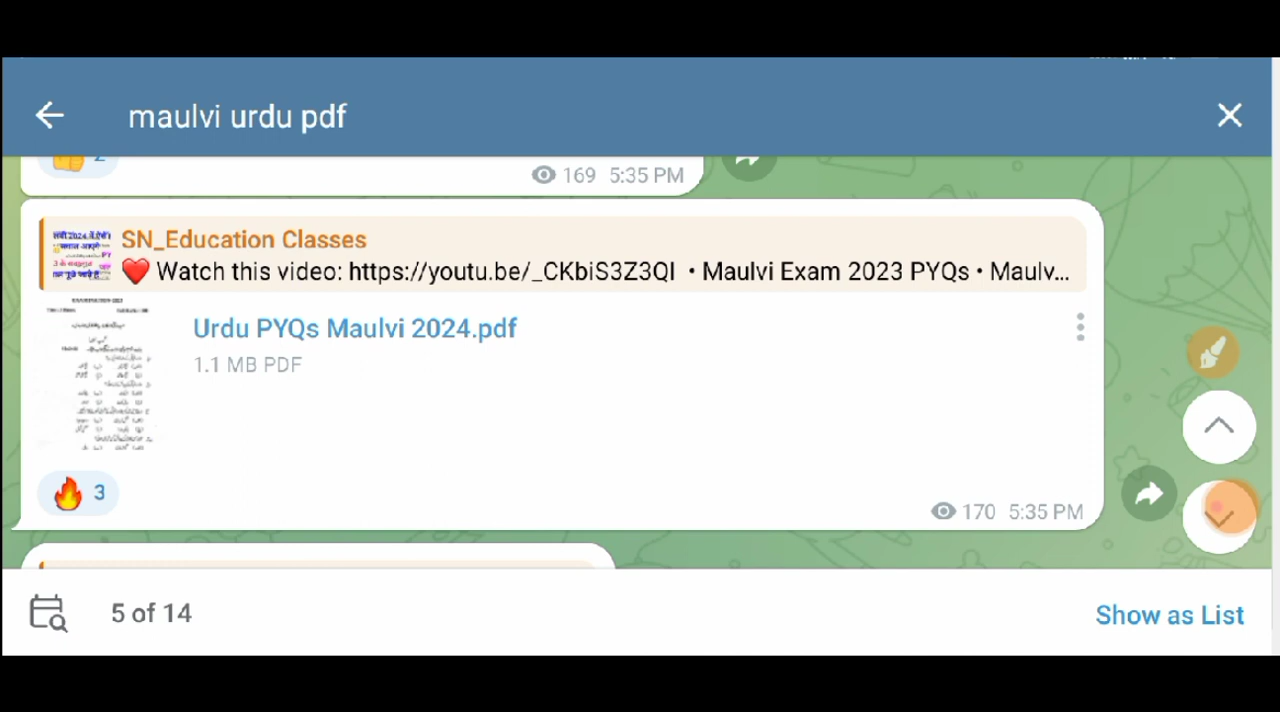 maulvi urdu pdf
2
169 5:35 PM
SN_Education Classes
❤️ Watch this video: https://youtu.be/_CKbiS3Z3QI • Maulvi Exam 2023 PYQs • Maulv...
Urdu PYQs Maulvi 2024.pdf
1.1 MB PDF
🔥 3
170 5:35 PM
5 of 14
Show as List